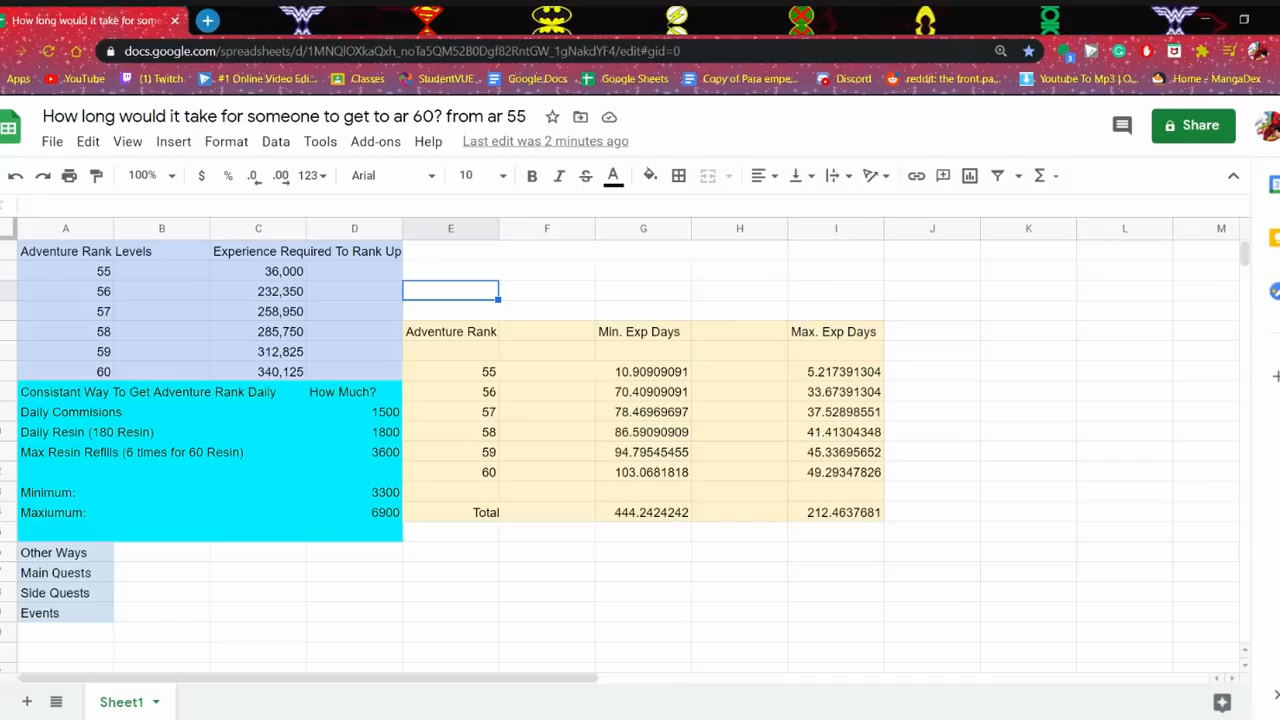 How long would it take for som
docs.google.com/spreadsheets/d/1MNQlOXkaQxh_noTa5QM52B0Dgf82RntGW_1gNakdYF4/edit#gid=0
Apps YouTube (1) Twitch #1 Online Video Edi... Classes StudentVUE Google Docs Google Sheets Copy of Para empe... Discord reddit: the front pa... Youtube To Mp3 | O... Home - MangaDex
How long would it take for someone to get to ar 60? from ar 55
Share
File Edit View Insert Format Data Tools Add-ons Help Last edit was 2 minutes ago
100% $ % .0 .00 123 Arial 10 B I S A
A B C D E F G H I J K L M
Adventure Rank Levels Experience Required To Rank Up
55 36,000
56 232,350
57 258,950
58 285,750 Adventure Rank Min. Exp Days Max. Exp Days
59 312,825
60 340,125 55 10.90909091 5.217391304
Consistant Way To Get Adventure Rank Daily How Much? 56 70.40909091 33.67391304
Daily Commisions 1500 57 78.46969697 37.52898551
Daily Resin (180 Resin) 1800 58 86.59090909 41.41304348
Max Resin Refills (6 times for 60 Resin) 3600 59 94.79545455 45.33695652
60 103.0681818 49.29347826
Minimum: 3300
Maxiumum: 6900 Total 444.2424242 212.4637681
Other Ways
Main Quests
Side Quests
Events
Sheet1